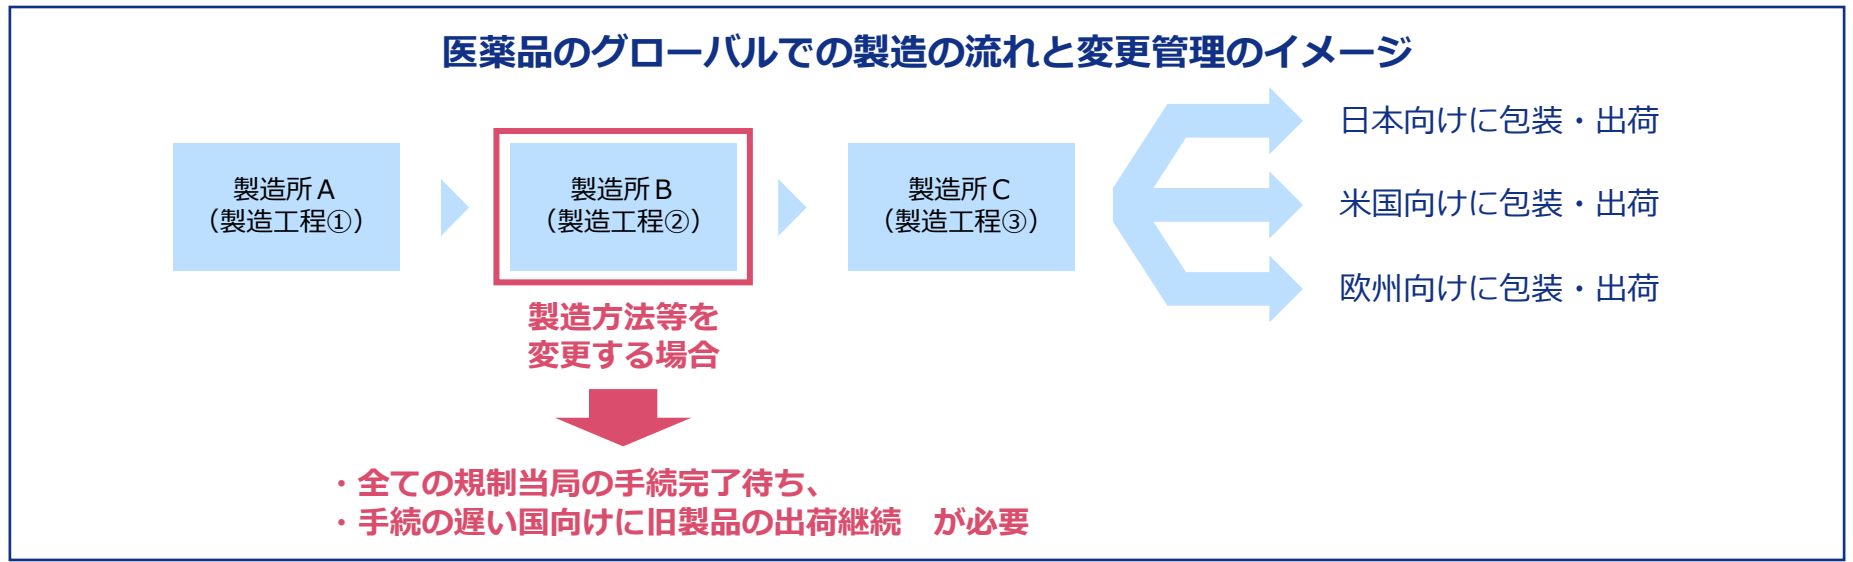 医薬品のグローバルでの製造の流れと変更管理のイメージ
製造所A
（製造工程①）
製造所B
（製造工程②）
製造所C
（製造工程③）
日本向けに包装・出荷
米国向けに包装・出荷
欧州向けに包装・出荷
製造方法等を
変更する場合
・全ての規制当局の手続完了待ち、
・手続の遅い国向けに旧製品の出荷継続　が必要